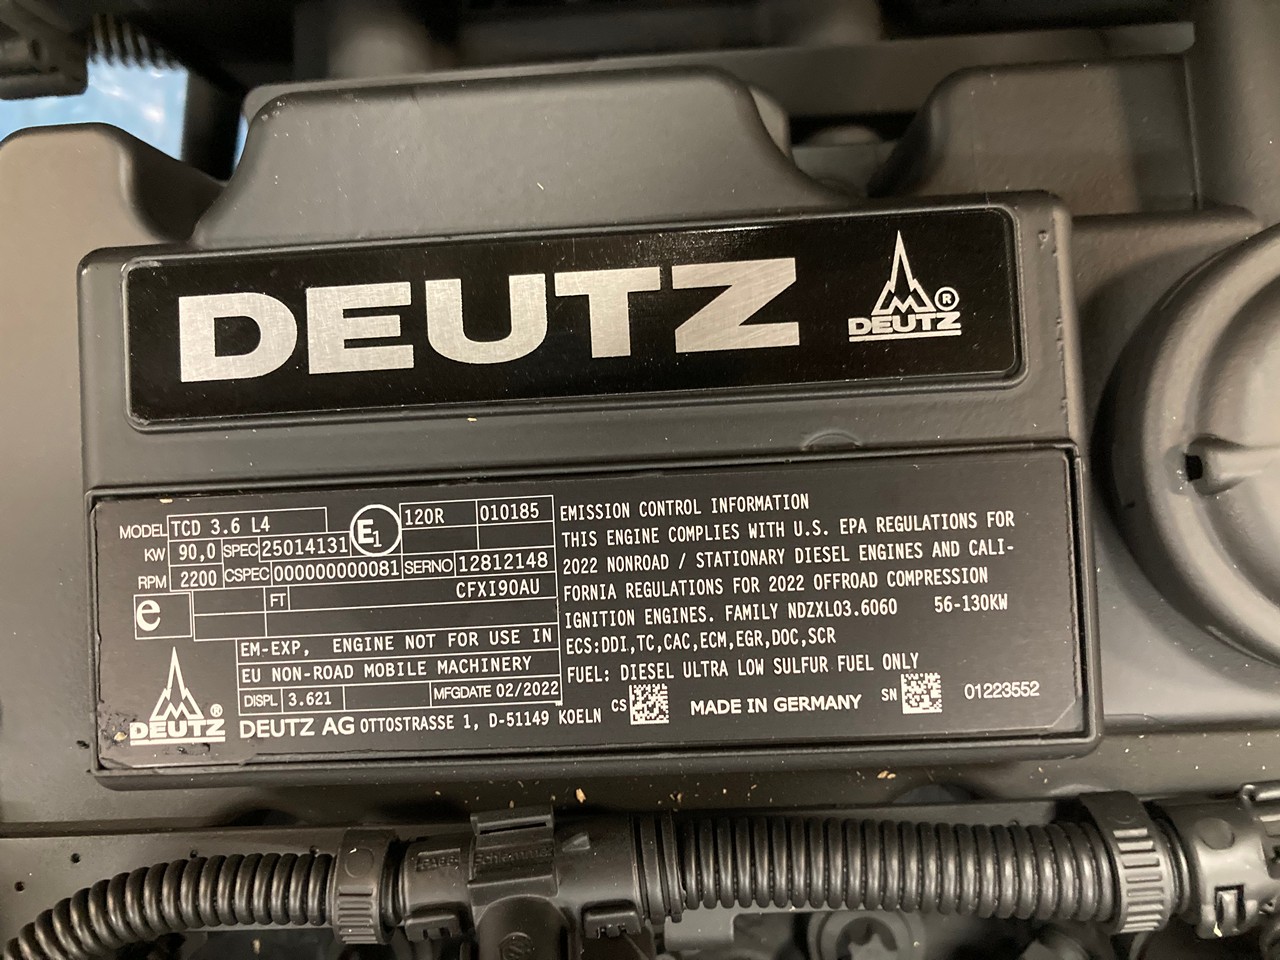 DEUTZ
DEUTZ ®
MODEL TCD 3.6 L4 E1 120R 010185
KW 90,0 SPEC 25014131
RPM 2200 CSPEC 000000000081 SERNO 12812148
e FT CFXI90AU
EM-EXP, ENGINE NOT FOR USE IN
EU NON-ROAD MOBILE MACHINERY
DISPL 3.621 MFGDATE 02/2022
DEUTZ ®
DEUTZ AG OTTOSTRASSE 1, D-51149 KOELN
EMISSION CONTROL INFORMATION
THIS ENGINE COMPLIES WITH U.S. EPA REGULATIONS FOR
2022 NONROAD / STATIONARY DIESEL ENGINES AND CALI-
FORNIA REGULATIONS FOR 2022 OFFROAD COMPRESSION
IGNITION ENGINES. FAMILY NDZXL03.6060 56-130KW
ECS:DDI,TC,CAC,ECM,EGR,DOC,SCR
FUEL: DIESEL ULTRA LOW SULFUR FUEL ONLY
CS MADE IN GERMANY SN 01223552